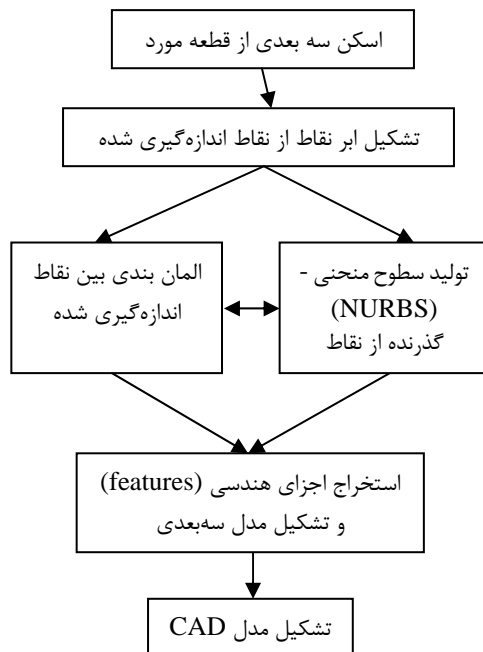 اسکن سه بعدی از قطعه مورد
تشکیل ابر نقاط از نقاط اندازه‌گیری شده
تولید سطوح منحنی -
(NURBS)
گذرنده از نقاط
المان بندی بین نقاط
اندازه‌گیری شده
استخراج اجزای هندسی (features)
و تشکیل مدل سه‌بعدی
تشکیل مدل CAD